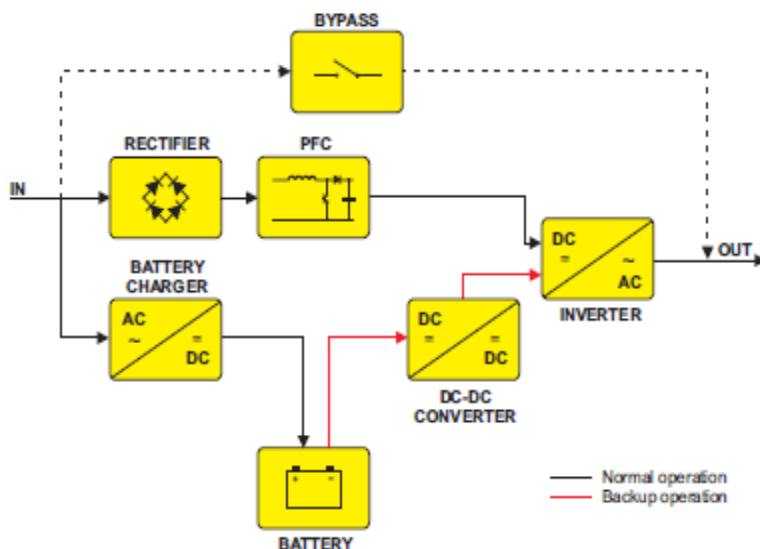 BYPASS
RECTIFIER
PFC
IN
DC
=
~
AC
OUT
INVERTER
BATTERY
CHARGER
AC
~
=
DC
DC
=
=
DC
DC-DC
CONVERTER
+ -
BATTERY
Normal operation
Backup operation